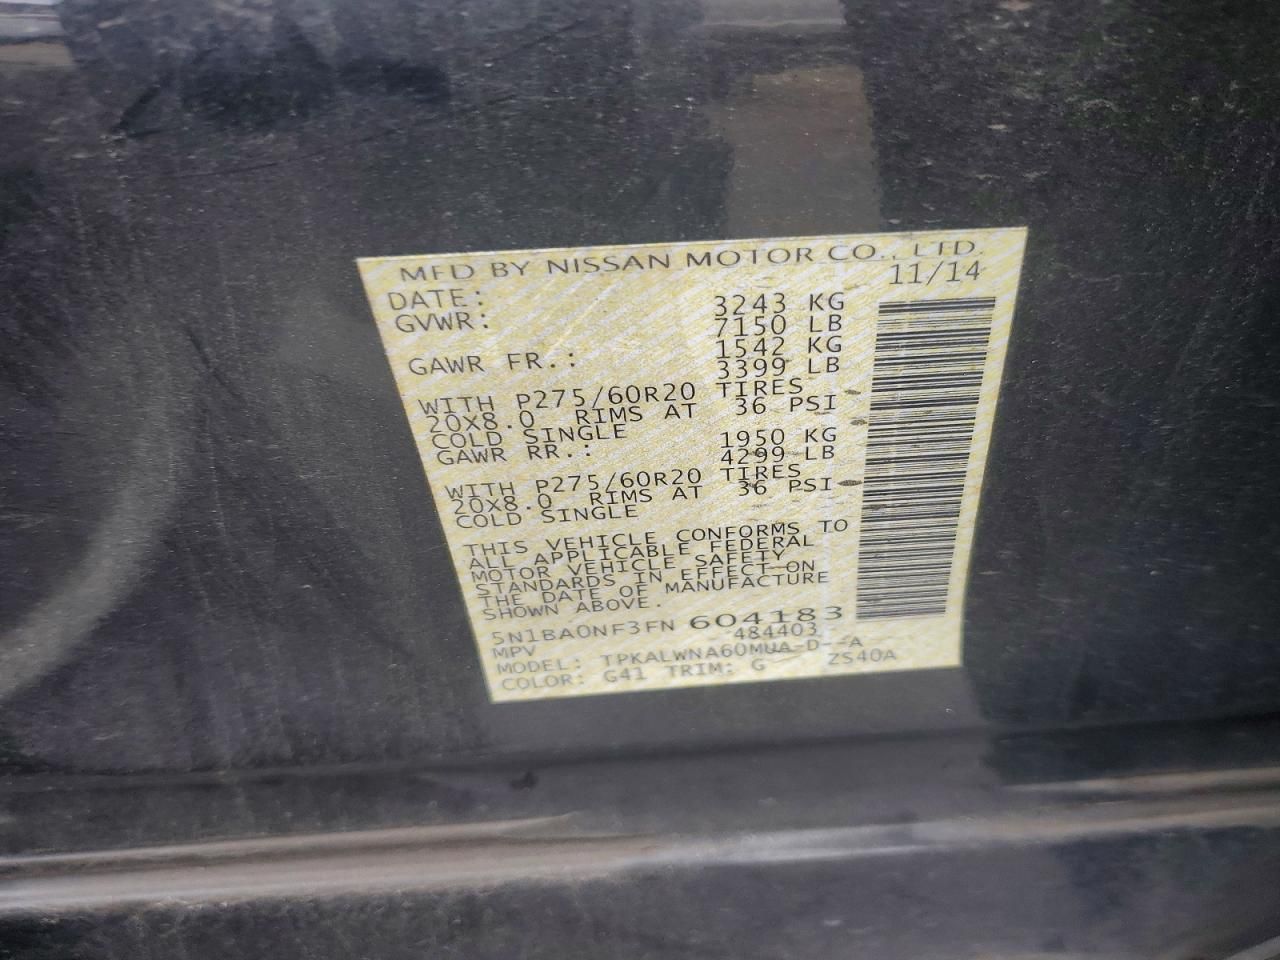 MFD BY NISSAN MOTOR CO., LTD.
DATE: 11/14
GVWR: 3243 KG
7150 LB
GAWR FR.: 1542 KG
3399 LB
WITH P275/60R20 TIRES
20X8.0 RIMS AT 36 PSI
COLD SINGLE
GAWR RR.: 1950 KG
4299 LB
WITH P275/60R20 TIRES
20X8.0 RIMS AT 36 PSI
COLD SINGLE
THIS VEHICLE CONFORMS TO
ALL APPLICABLE FEDERAL
MOTOR VEHICLE SAFETY
STANDARDS IN EFFECT ON
THE DATE OF MANUFACTURE
SHOWN ABOVE.
5N1BA0NF3FN 604183
MPV 484403
MODEL: TPKALWNA60MUA-D--A
COLOR: G41 TRIM: G ZS40A